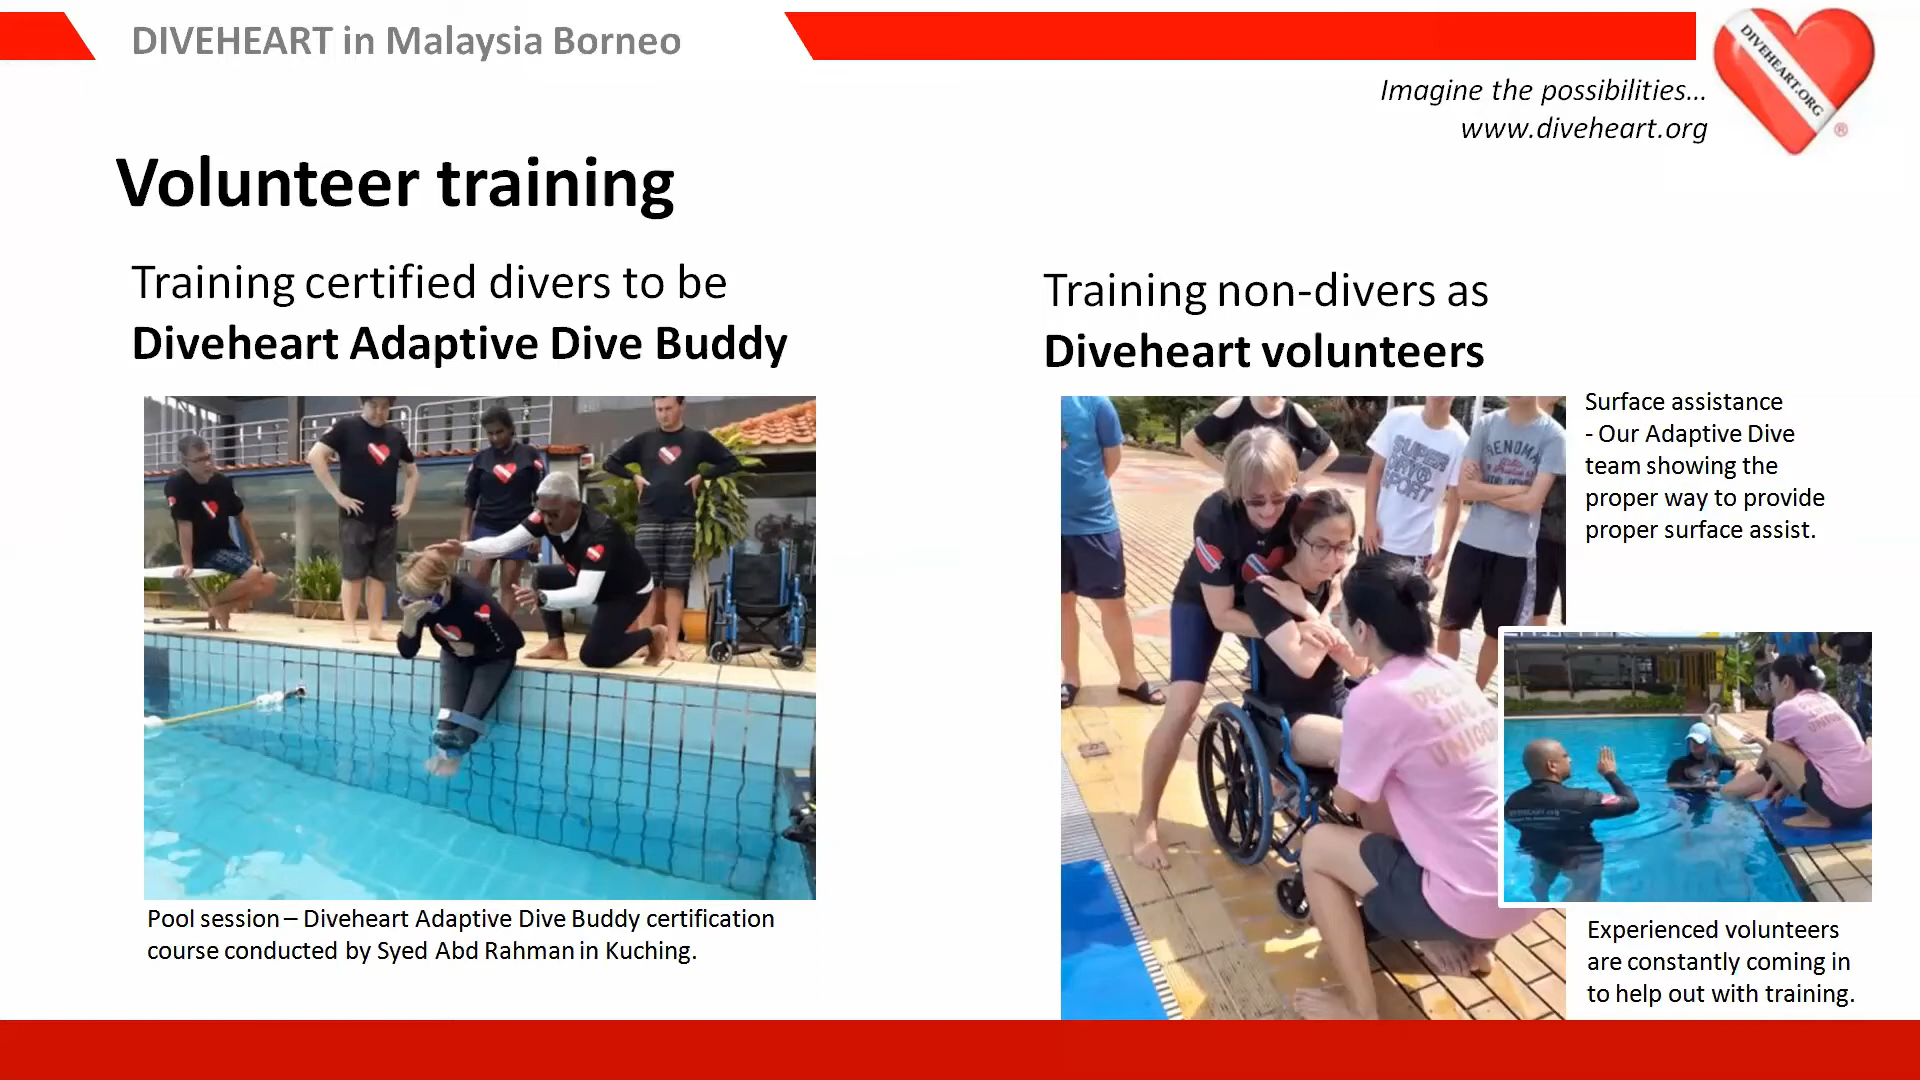 DIVEHEART in Malaysia Borneo
DIVEHEART.ORG
®
Imagine the possibilities...
www.diveheart.org
Volunteer training
Training certified divers to be
Diveheart Adaptive Dive Buddy
Training non-divers as
Diveheart volunteers
Surface assistance
- Our Adaptive Dive
team showing the
proper way to provide
proper surface assist.
SUPER
SPORT
Pool session – Diveheart Adaptive Dive Buddy certification
course conducted by Syed Abd Rahman in Kuching.
Experienced volunteers
are constantly coming in
to help out with training.